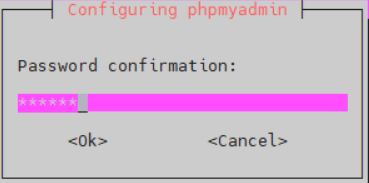 Configuring phpmyadmin
Password confirmation:
******_
<Ok> <Cancel>